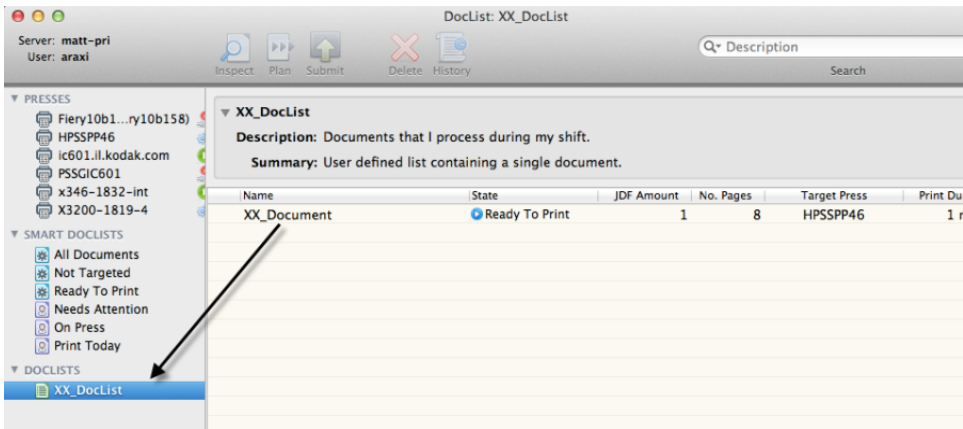 DocList: XX_DocList
Server: matt-pri
User: araxi
Inspect Plan Submit Delete History
Description
Search
PRESSES
Fiery10b1...ry10b158)
HPSSPP46
ic601.il.kodak.com
PSSGIC601
x346-1832-int
X3200-1819-4
SMART DOCLISTS
All Documents
Not Targeted
Ready To Print
Needs Attention
On Press
Print Today
DOCLISTS
XX_DocList
XX_DocList
Description: Documents that I process during my shift.
Summary: User defined list containing a single document.
Name State JDF Amount No. Pages Target Press Print Du
XX_Document Ready To Print 1 8 HPSSPP46 1 r